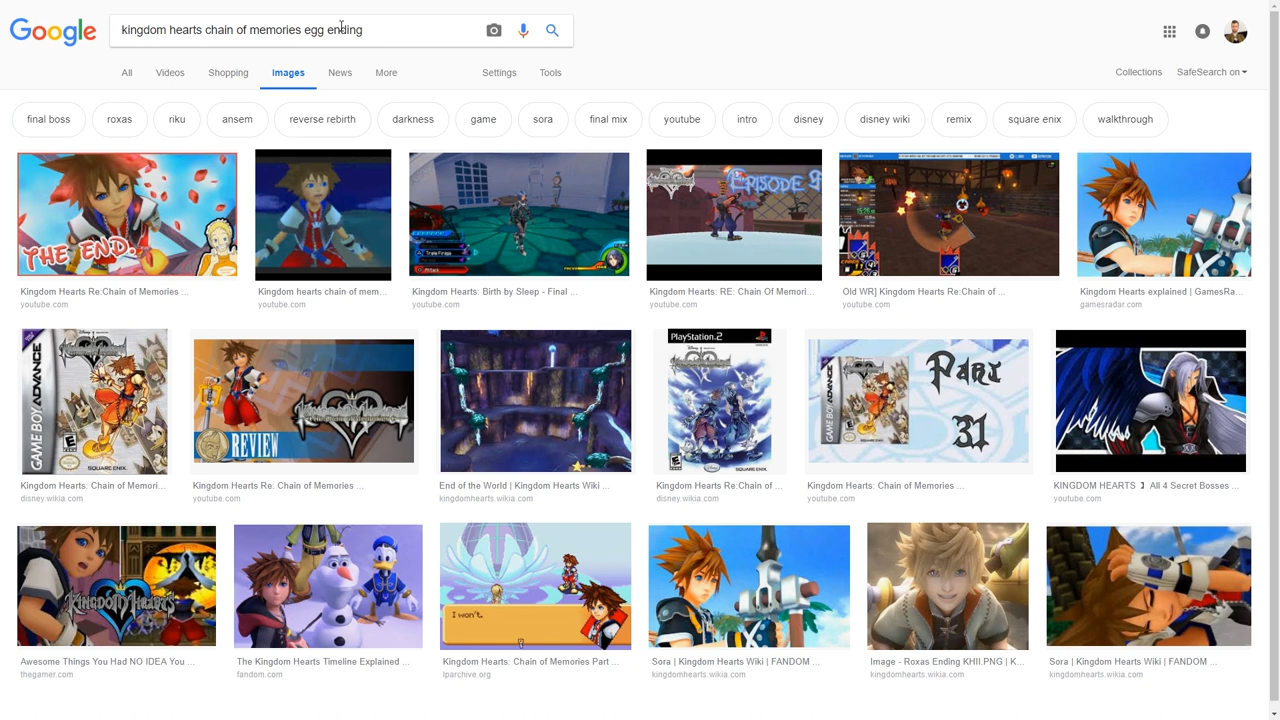 Google
kingdom hearts chain of memories egg ending
All Videos Shopping Images News More Settings Tools Collections SafeSearch on
final boss roxas riku ansem reverse rebirth darkness game sora final mix youtube intro disney disney wiki remix square enix walkthrough
THE END.
EPISODE
Kingdom Hearts Re:Chain of Memories ...
youtube.com
Kingdom hearts chain of mem...
youtube.com
Kingdom Hearts: Birth by Sleep - Final ...
youtube.com
Kingdom Hearts: RE: Chain Of Memori...
youtube.com
Old WR] Kingdom Hearts Re:Chain of ...
youtube.com
Kingdom Hearts explained | GamesRa...
gamesradar.com
GAME BOY ADVANCE
SQUARE ENIX
KINGDOM HEARTS
REVIEW
PlayStation.2
SQUARE ENIX
GAME BOY ADVANCE
Part
31
Kingdom Hearts: Chain of Memori...
disney.wikia.com
Kingdom Hearts Re: Chain of Memories ...
youtube.com
End of the World | Kingdom Hearts Wiki ...
kingdomhearts.wikia.com
Kingdom Hearts Re:Chain of ...
disney.wikia.com
Kingdom Hearts: Chain of Memories ...
youtube.com
KINGDOM HEARTS All 4 Secret Bosses ...
youtube.com
KINGDOM HEARTS
I won't.
Awesome Things You Had NO IDEA You ...
thegamer.com
The Kingdom Hearts Timeline Explained ...
fandom.com
Kingdom Hearts: Chain of Memories Part ...
lparchive.org
Sora | Kingdom Hearts Wiki | FANDOM ...
kingdomhearts.wikia.com
Image - Roxas Ending KHII.PNG | K...
kingdomhearts.wikia.com
Sora | Kingdom Hearts Wiki | FANDOM ...
kingdomhearts.wikia.com